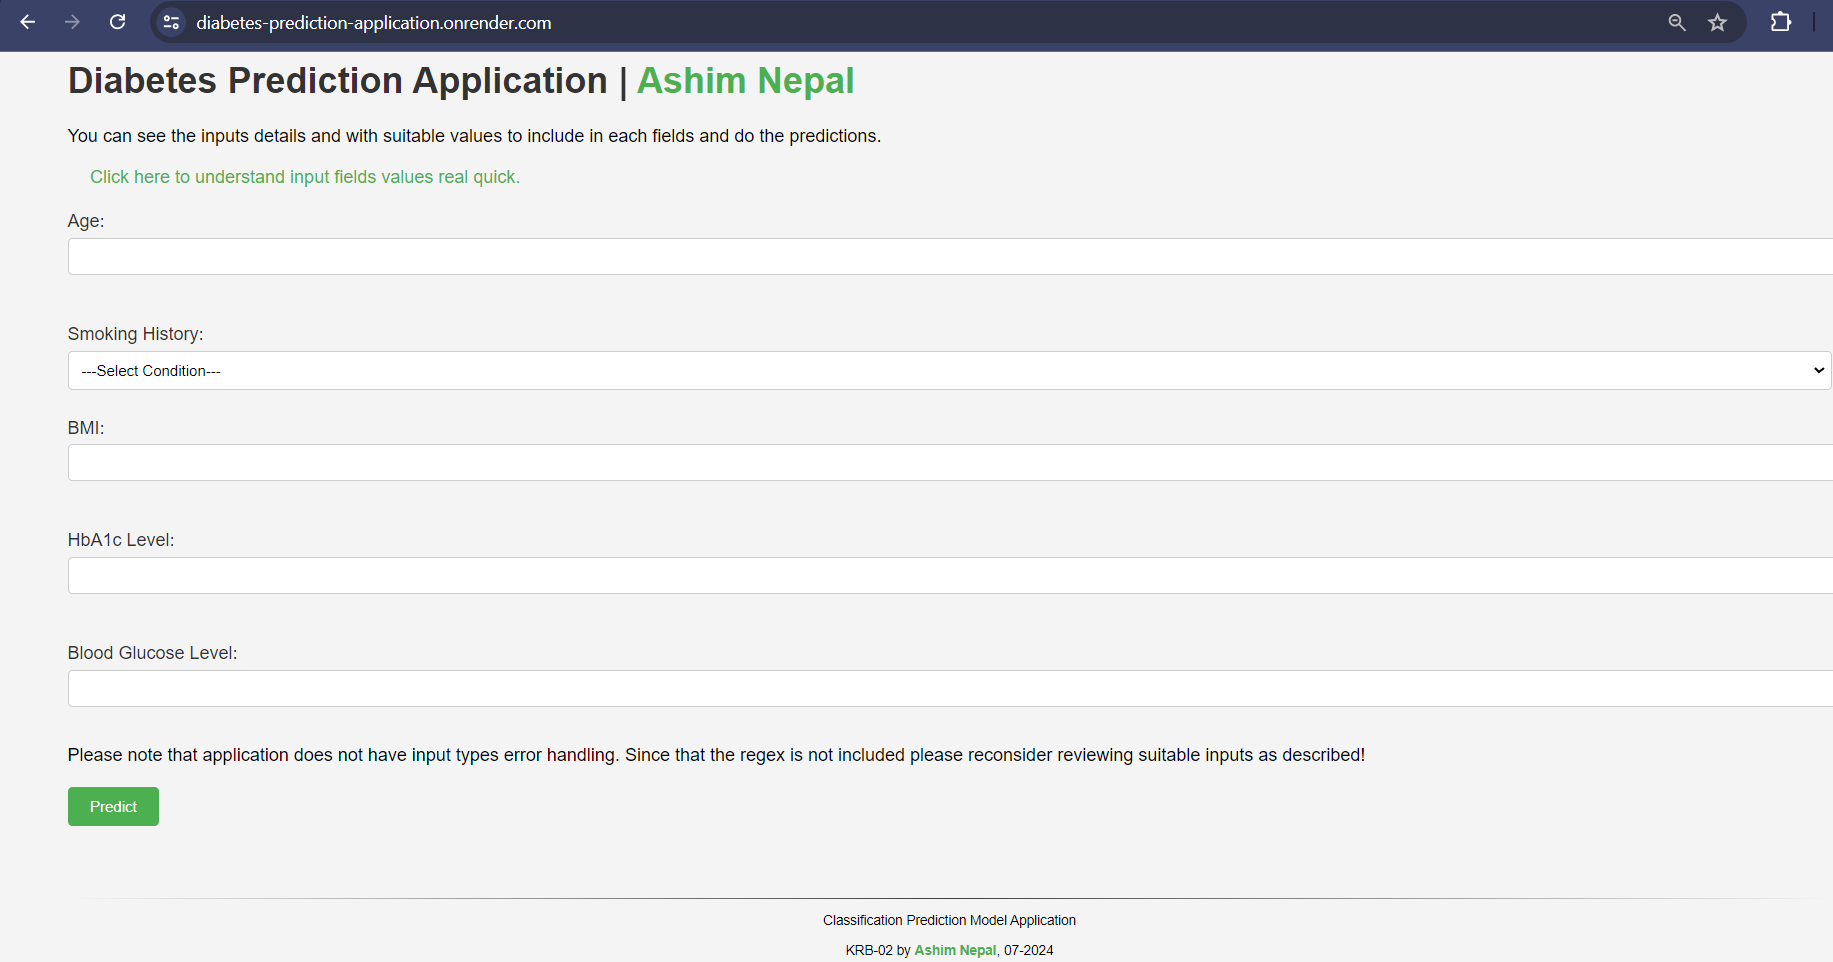 diabetes-prediction-application.onrender.com
Diabetes Prediction Application | Ashim Nepal
You can see the inputs details and with suitable values to include in each fields and do the predictions.
Click here to understand input fields values real quick.
Age:
Smoking History:
---Select Condition---
BMI:
HbA1c Level:
Blood Glucose Level:
Please note that application does not have input types error handling. Since that the regex is not included please reconsider reviewing suitable inputs as described!
Predict
Classification Prediction Model Application
KRB-02 by Ashim Nepal, 07-2024